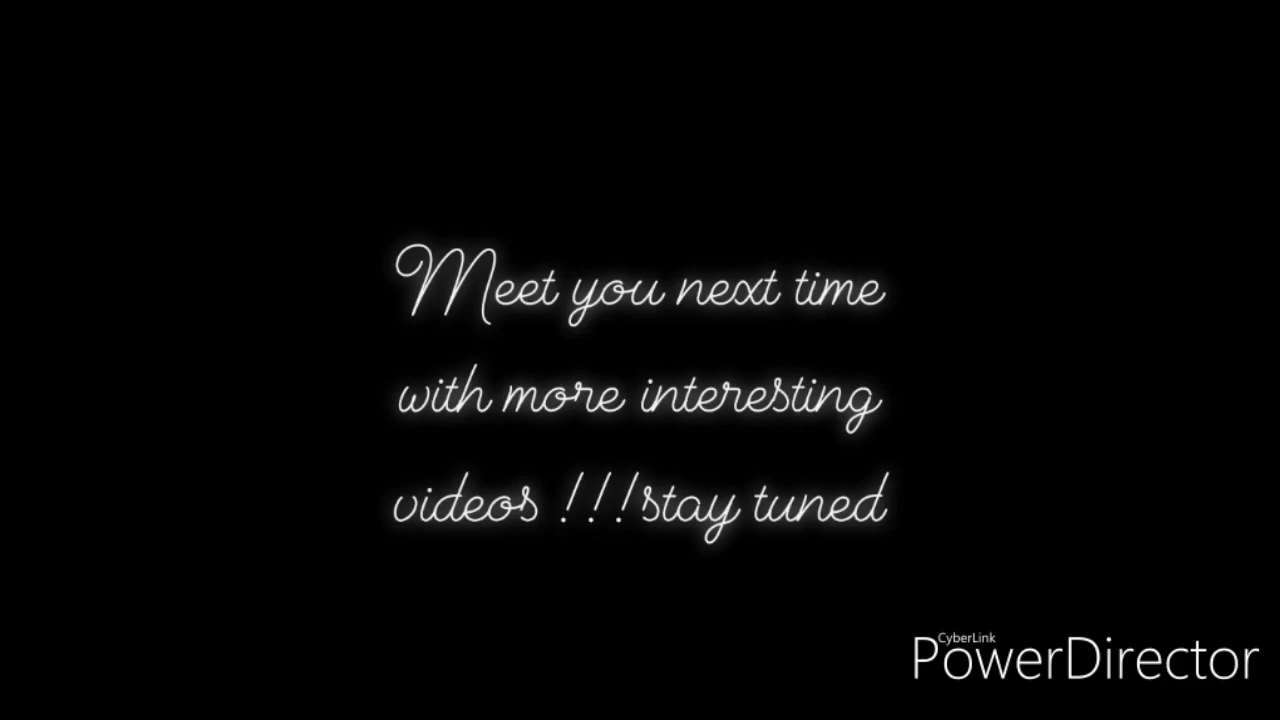 Meet you next time
with more interesting
videos !!!stay tuned
CyberLink
PowerDirector